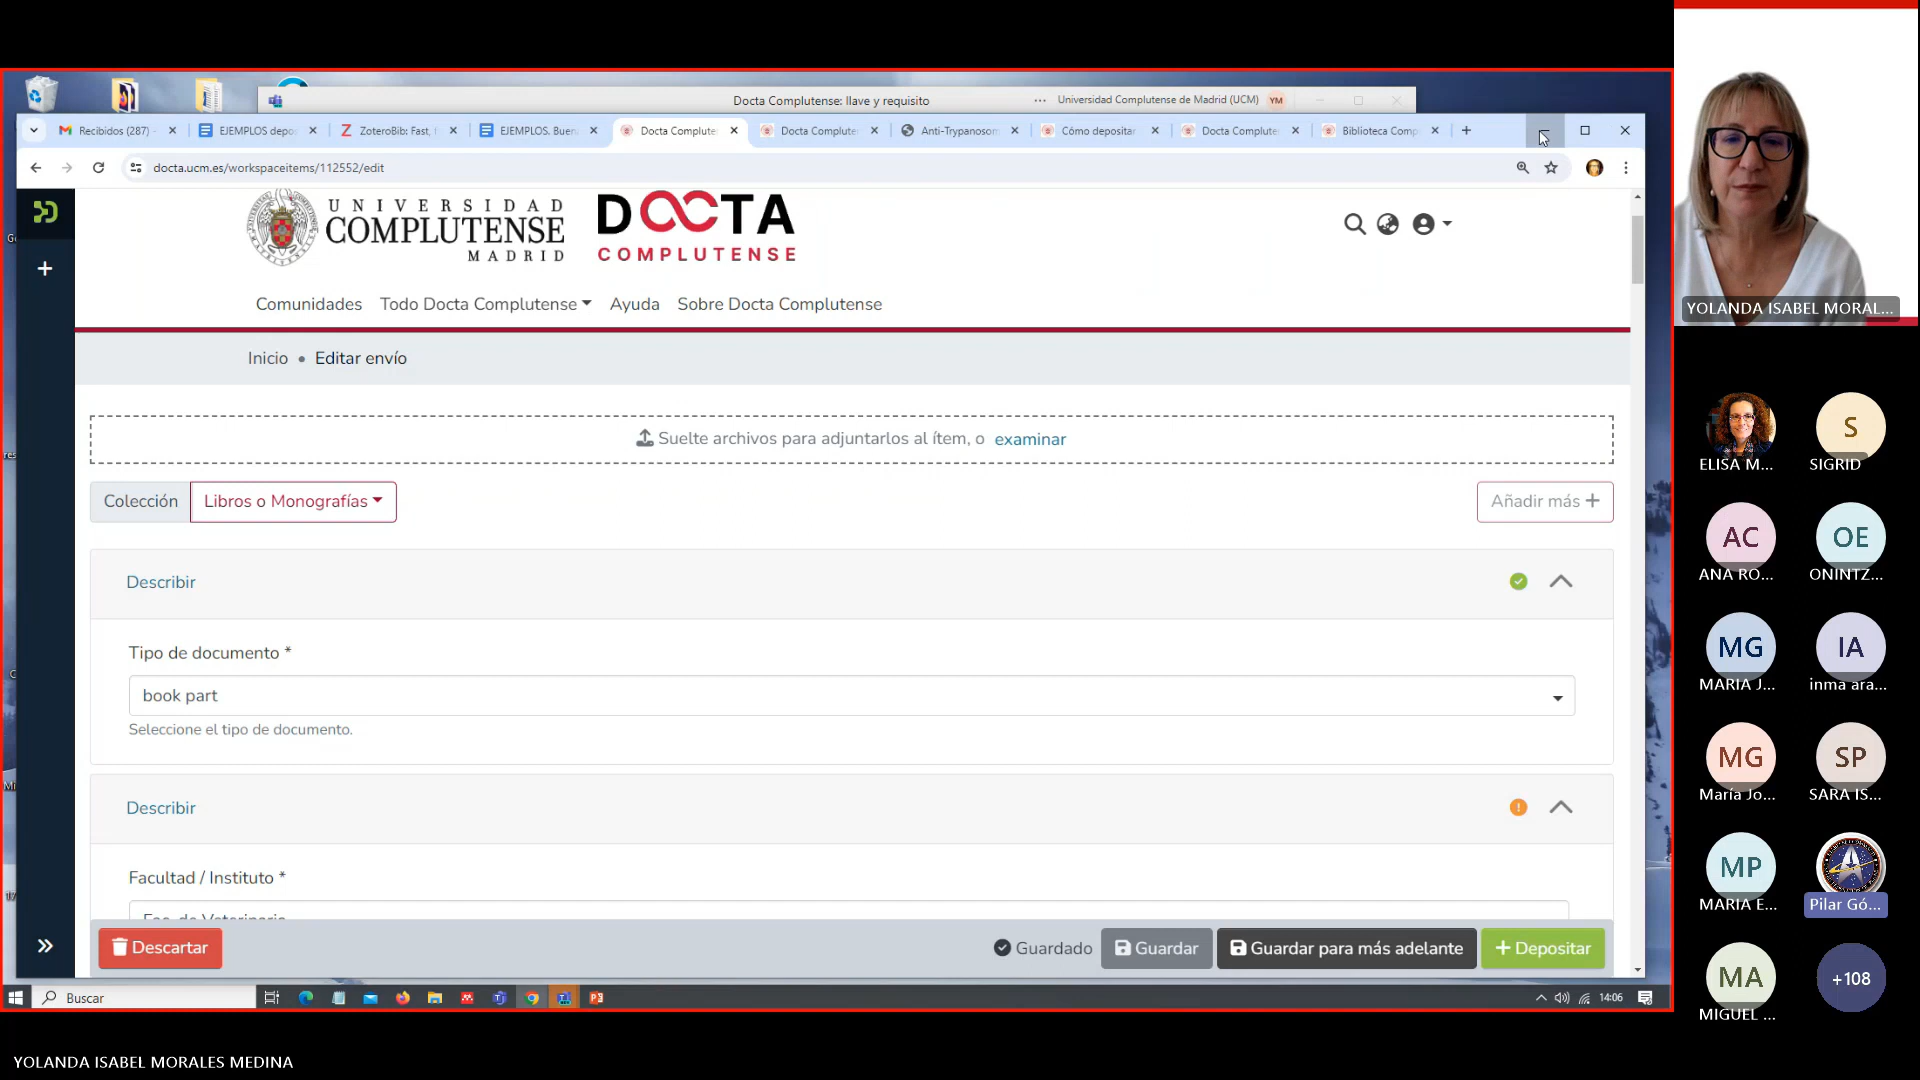 Docta Complutense: llave y requisito
Universidad Complutense de Madrid (UCM)
YM
Recibidos (287) -
EJEMPLOS depo
ZoteroBib: Fast,
EJEMPLOS. Buen
Docta Complute
Docta Complute
Anti-Trypanosom
Cómo depositar
Docta Complute
Biblioteca Comp
docta.ucm.es/workspaceitems/112552/edit
UNIVERSIDAD
COMPLUTENSE
MADRID
DOCTA
COMPLUTENSE
Comunidades
Todo Docta Complutense
Ayuda
Sobre Docta Complutense
Inicio • Editar envío
Suelte archivos para adjuntarlos al ítem, o examinar
Colección
Libros o Monografías
Añadir más +
Describir
Tipo de documento *
book part
Seleccione el tipo de documento.
Describir
Facultad / Instituto *
Fac. de Veterinaria
Descartar
Guardado
Guardar
Guardar para más adelante
+ Depositar
Buscar
14:06
YOLANDA ISABEL MORAL...
ELISA M...
S
SIGRID
AC
ANA RO...
OE
ONINTZ...
MG
MARIA J...
IA
inma ara...
MG
María Jo...
SP
SARA IS...
MP
MARIA E...
Pilar Gó...
MA
MIGUEL ...
+108
YOLANDA ISABEL MORALES MEDINA